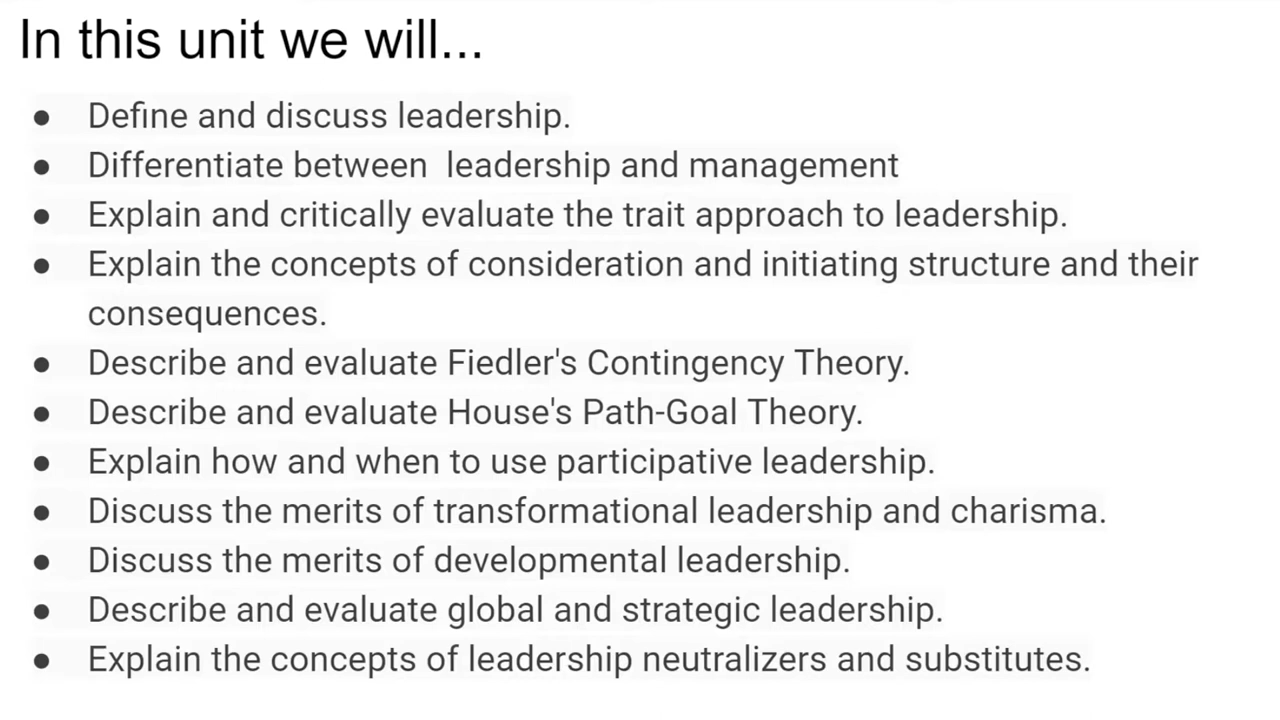 In this unit we will...
● Define and discuss leadership.
● Differentiate between  leadership and management
● Explain and critically evaluate the trait approach to leadership.
● Explain the concepts of consideration and initiating structure and their
consequences.
● Describe and evaluate Fiedler's Contingency Theory.
● Describe and evaluate House's Path-Goal Theory.
● Explain how and when to use participative leadership.
● Discuss the merits of transformational leadership and charisma.
● Discuss the merits of developmental leadership.
● Describe and evaluate global and strategic leadership.
● Explain the concepts of leadership neutralizers and substitutes.